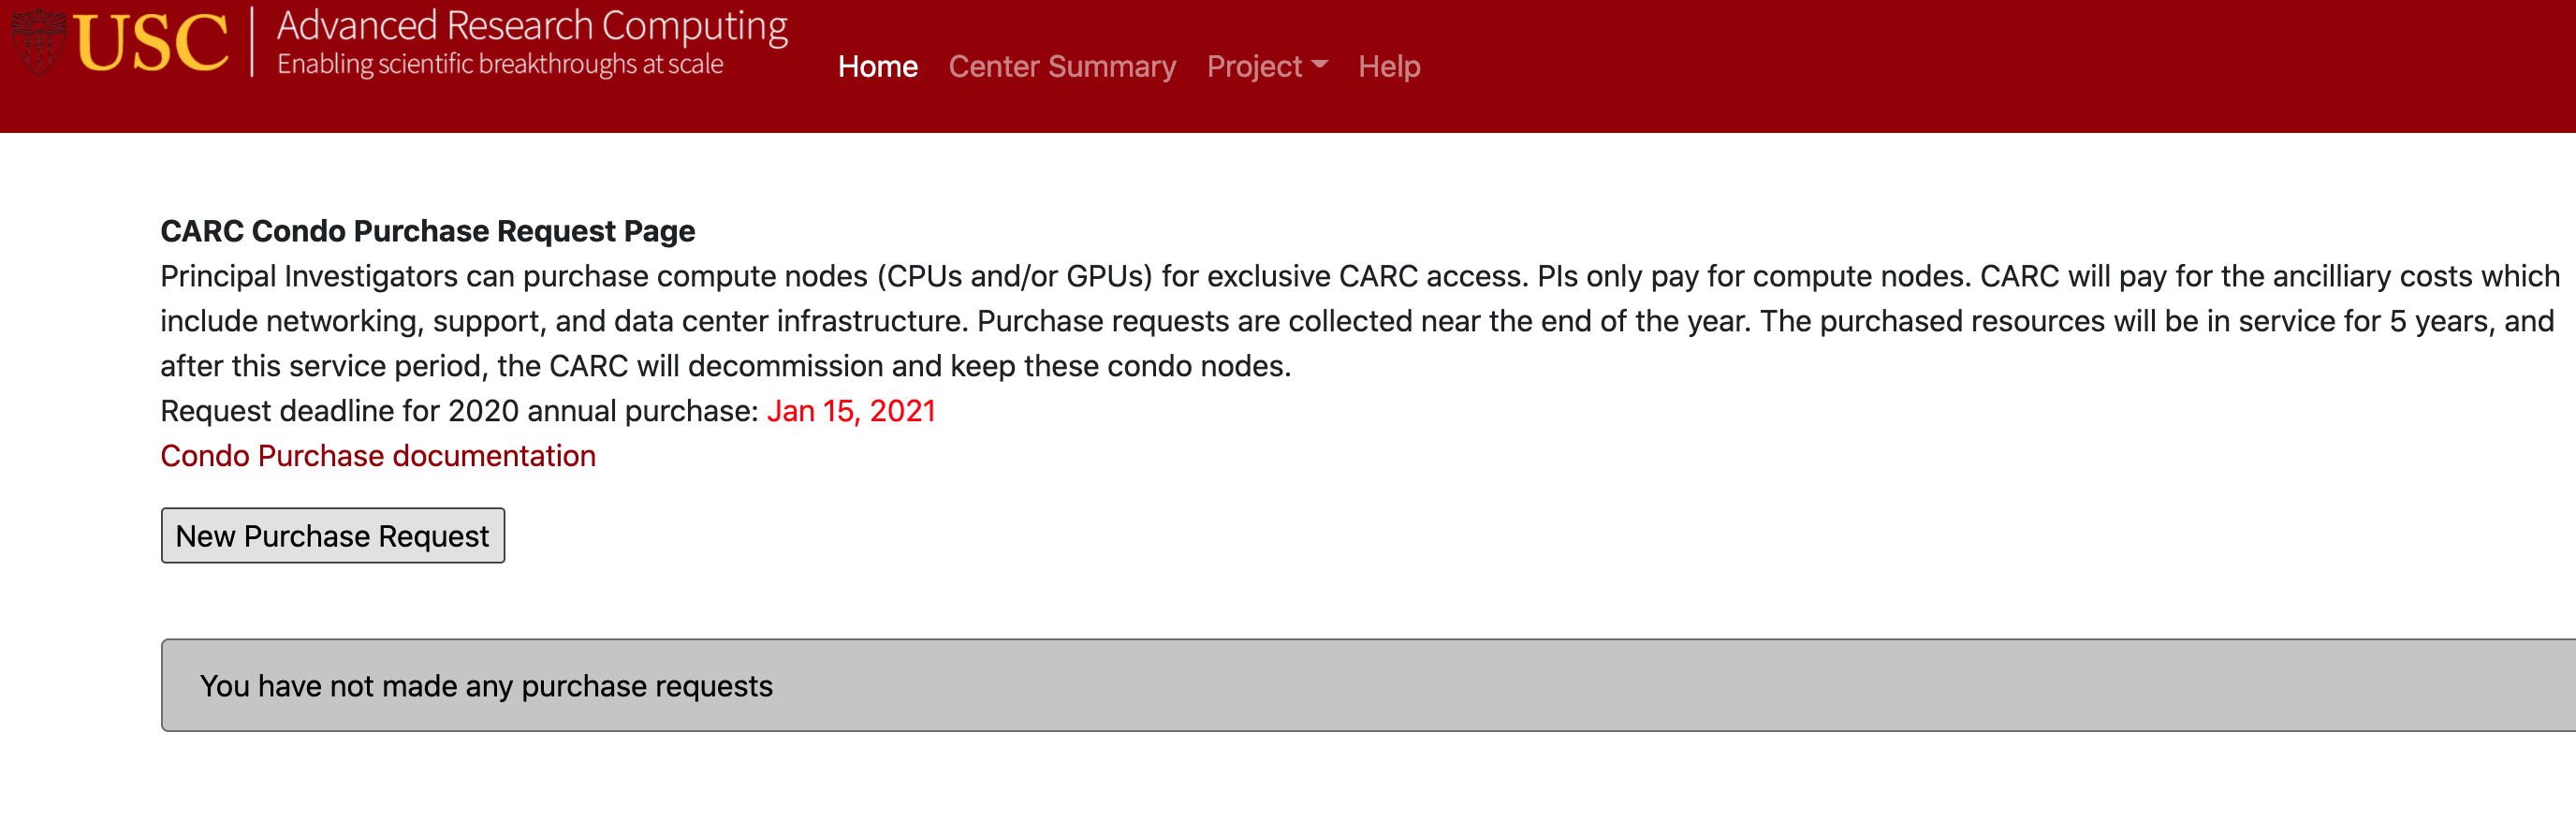 USC
Advanced Research Computing
Enabling scientific breakthroughs at scale
Home Center Summary Project Help
CARC Condo Purchase Request Page
Principal Investigators can purchase compute nodes (CPUs and/or GPUs) for exclusive CARC access. PIs only pay for compute nodes. CARC will pay for the ancilliary costs which
include networking, support, and data center infrastructure. Purchase requests are collected near the end of the year. The purchased resources will be in service for 5 years, and
after this service period, the CARC will decommission and keep these condo nodes.
Request deadline for 2020 annual purchase: Jan 15, 2021
Condo Purchase documentation
New Purchase Request
You have not made any purchase requests